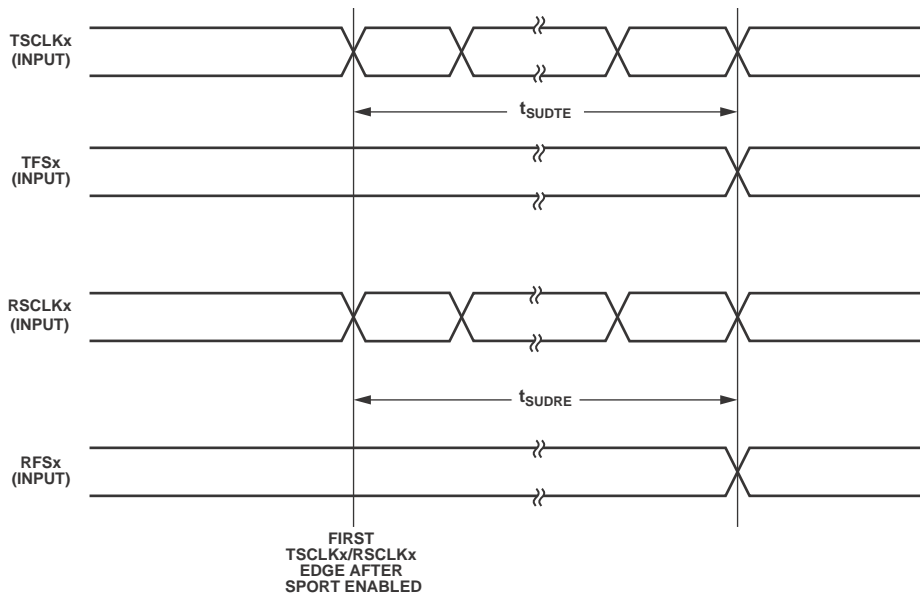 TSCLKx
(INPUT)
tSUDTE
TFSx
(INPUT)
RSCLKx
(INPUT)
tSUDRE
RFSx
(INPUT)
FIRST
TSCLKx/RSCLKx
EDGE AFTER
SPORT ENABLED